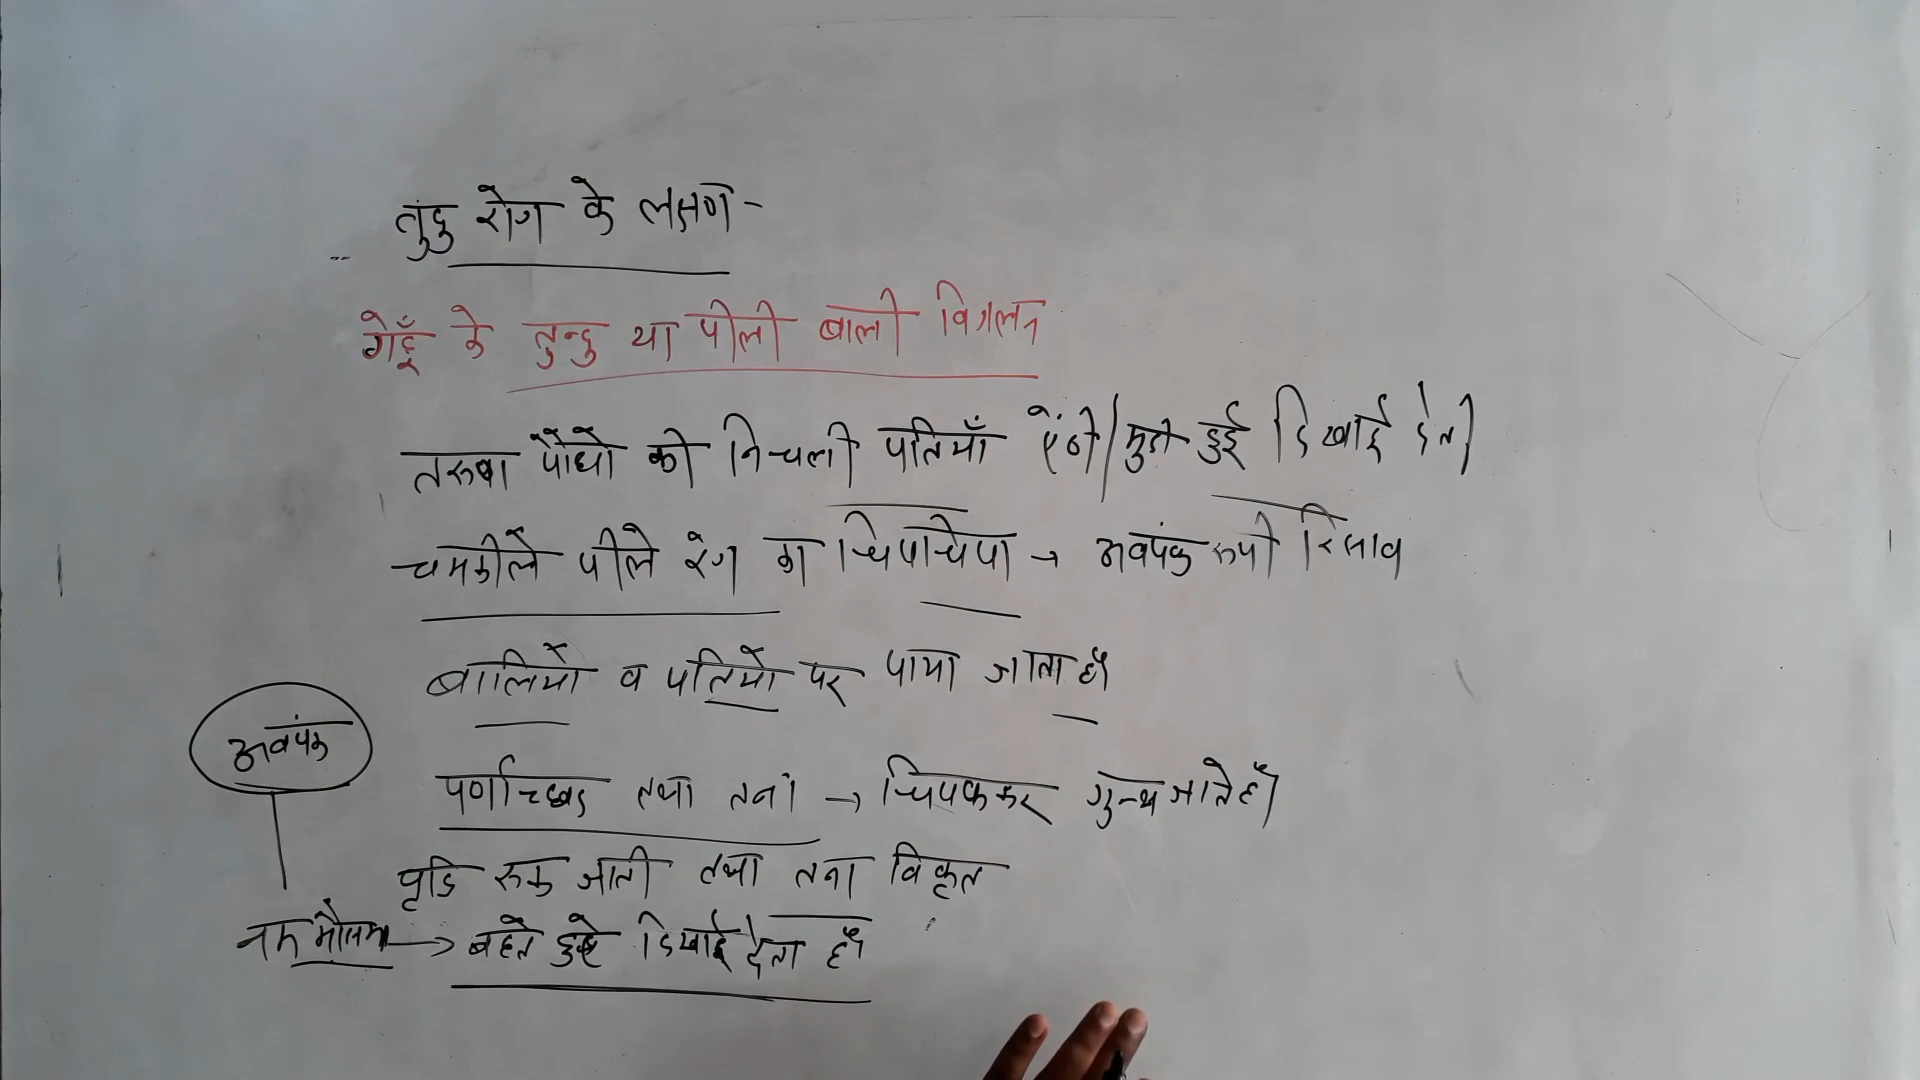 तुंदु रोग के लक्षण -
गेहूँ के तुन्दु या पीली बाली विगलन
तरुण पौधों की निचली पतियाँ ऐंठी/मुड़ी हुई दिखाई देती
चमकीले पीले रंग का चिपचिपा → अवपंक रूपी रिसाव
बालियों व पतियों पर पाया जाता है
अवपंक
पर्णाच्छद तथा तना → चिपककर गुन्थ जाते है
वृद्धि रुक जाती तथा तना विकृत
नम मौसम → बहते हुए दिखाई देता है